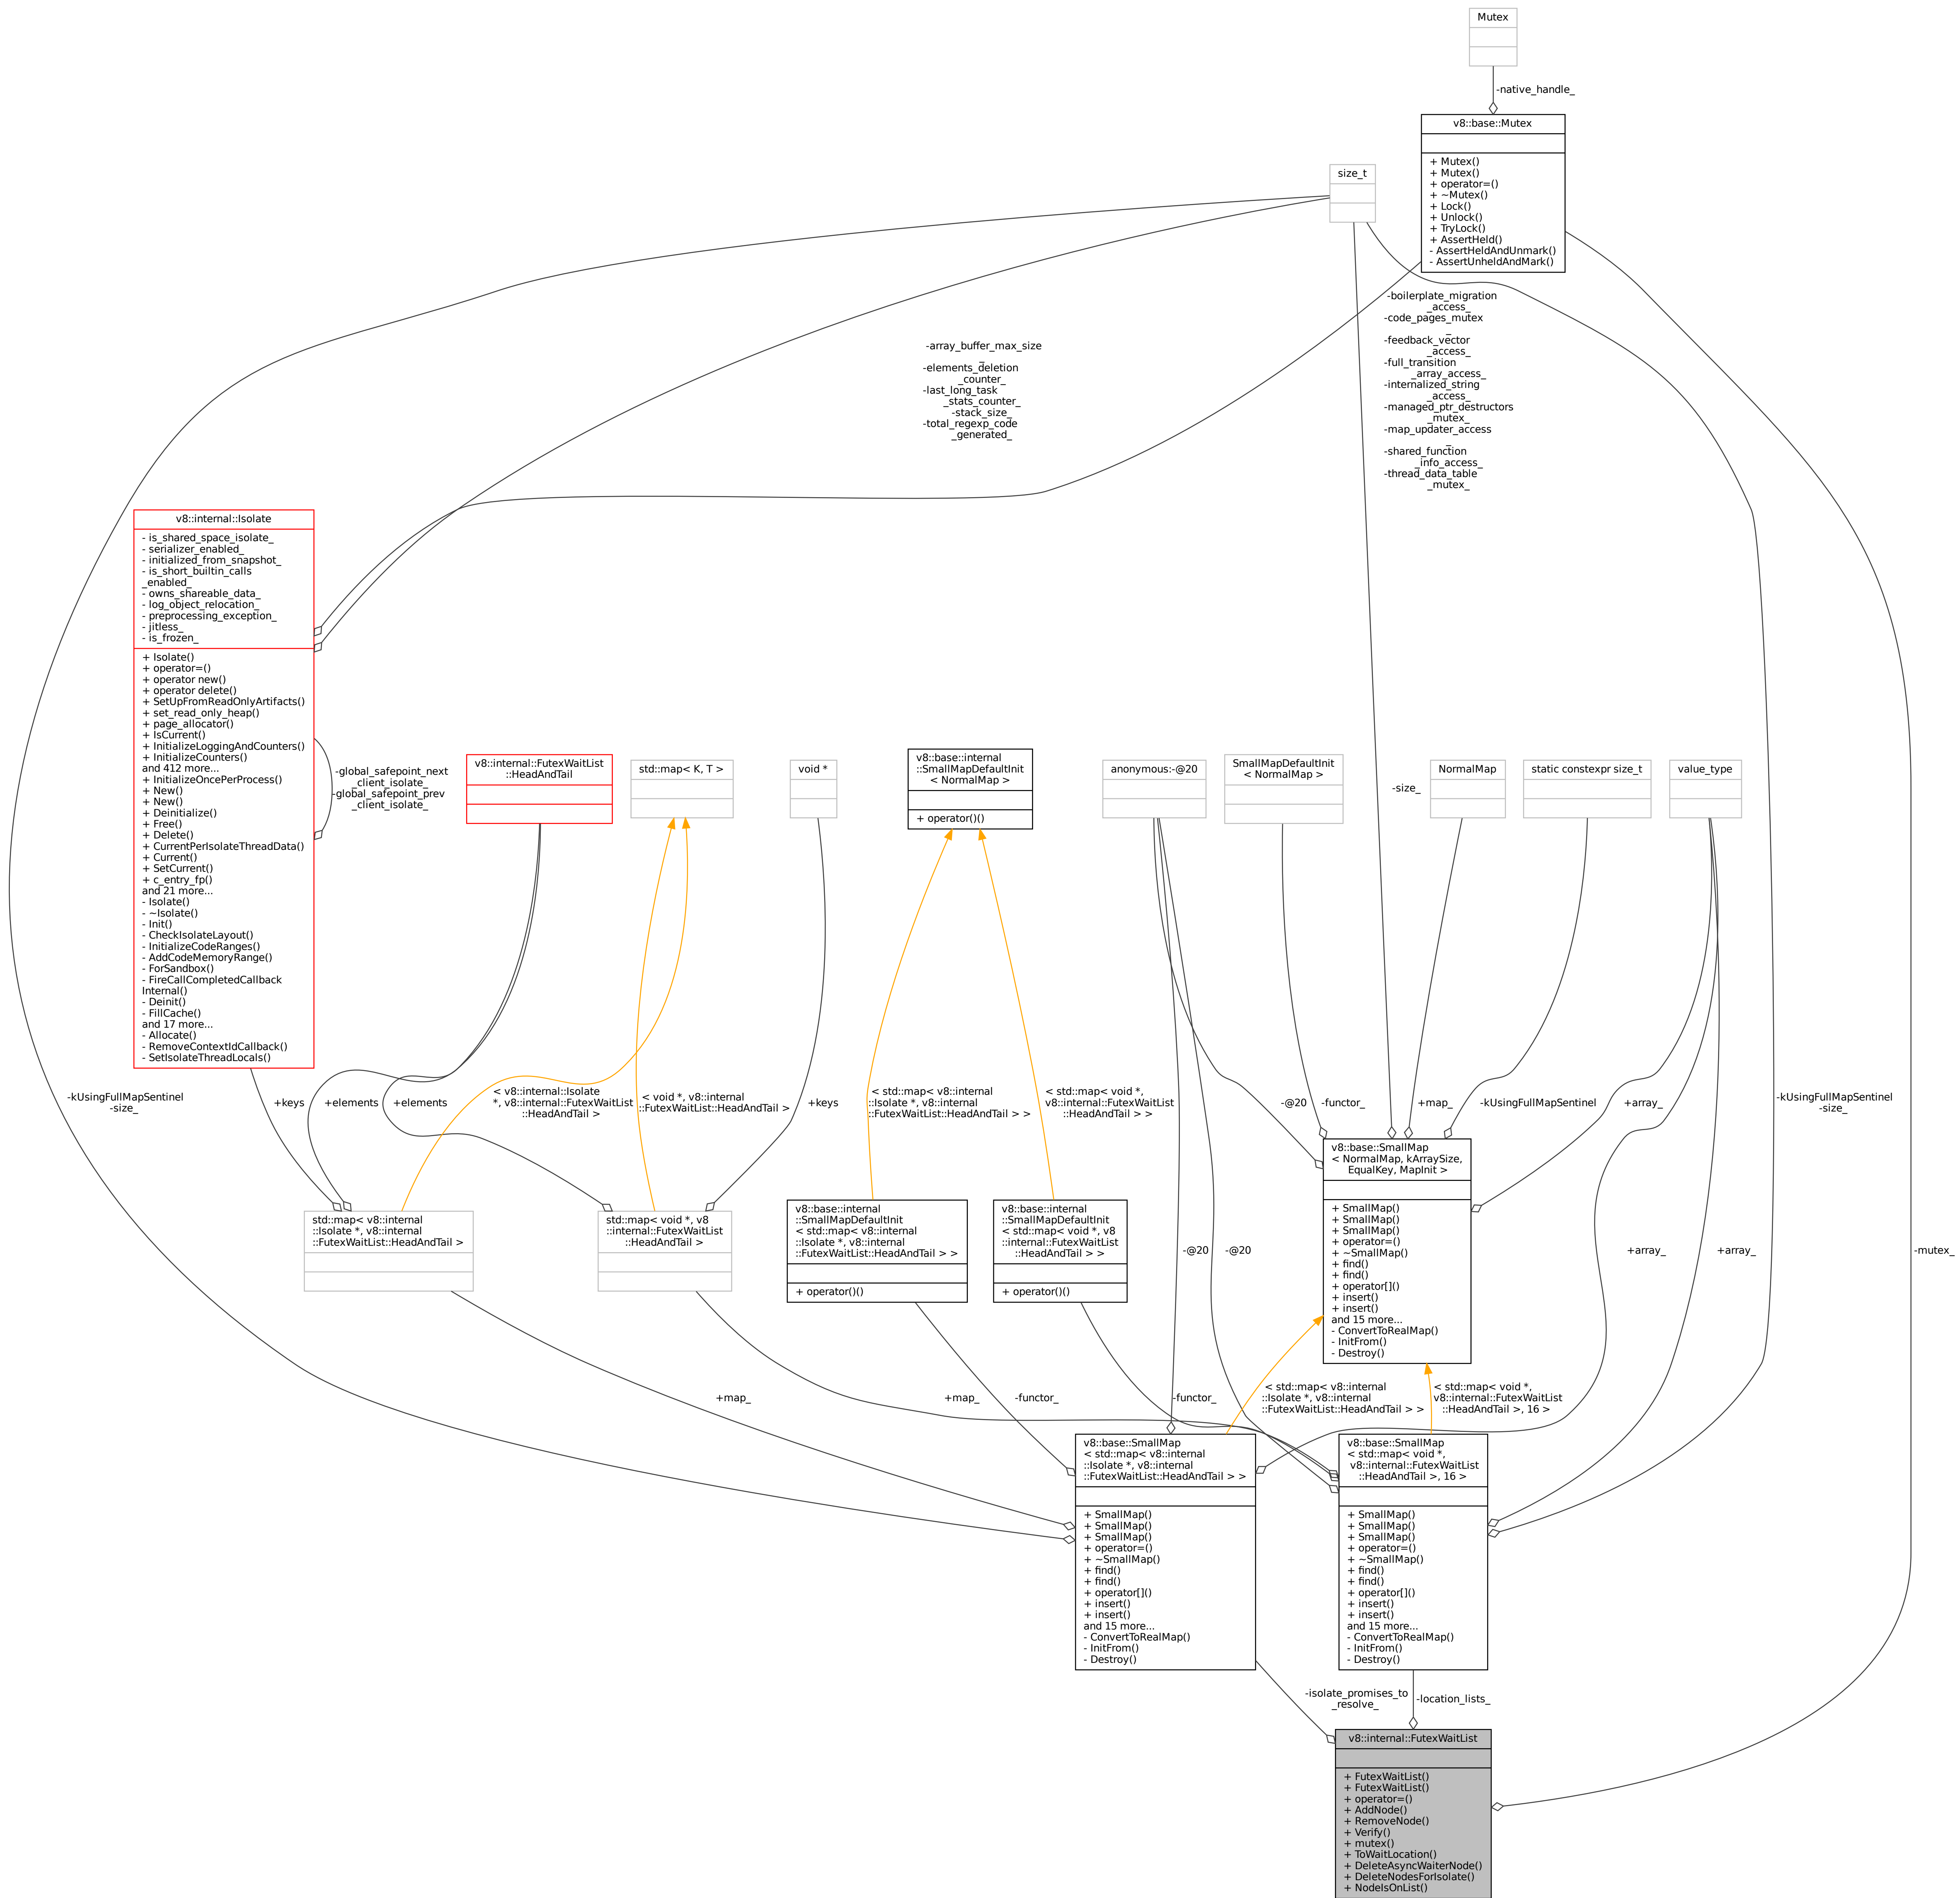 Mutex
-native_handle_
v8::base::Mutex
+ Mutex()
+ Mutex()
+ operator=()
+ ~Mutex()
+ Lock()
+ Unlock()
+ TryLock()
+ AssertHeld()
- AssertHeldAndUnmark()
- AssertUnheldAndMark()
size_t
-boilerplate_migration
_access_
-code_pages_mutex
_
-feedback_vector
_access_
-full_transition
_array_access_
-internalized_string
_access_
-managed_ptr_destructors
_mutex_
-map_updater_access
_
-shared_function
_info_access_
-thread_data_table
_mutex_
-array_buffer_max_size
_
-elements_deletion
_counter_
-last_long_task
_stats_counter_
-stack_size_
-total_regexp_code
_generated_
v8::internal::Isolate
- is_shared_space_isolate_
- serializer_enabled_
- initialized_from_snapshot_
- is_short_builtin_calls
_enabled_
- owns_shareable_data_
- log_object_relocation_
- preprocessing_exception_
- jitless_
- is_frozen_
+ Isolate()
+ operator=()
+ operator new()
+ operator delete()
+ SetUpFromReadOnlyArtifacts()
+ set_read_only_heap()
+ page_allocator()
+ IsCurrent()
+ InitializeLoggingAndCounters()
+ InitializeCounters()
and 412 more...
+ InitializeOncePerProcess()
+ New()
+ New()
+ Deinitialize()
+ Free()
+ Delete()
+ CurrentPerIsolateThreadData()
+ Current()
+ SetCurrent()
+ c_entry_fp()
and 21 more...
- Isolate()
- ~Isolate()
- Init()
- CheckIsolateLayout()
- InitializeCodeRanges()
- AddCodeMemoryRange()
- ForSandbox()
- FireCallCompletedCallback
Internal()
- Deinit()
- FillCache()
and 17 more...
- Allocate()
- RemoveContextIdCallback()
- SetIsolateThreadLocals()
-global_safepoint_next
_client_isolate_
-global_safepoint_prev
_client_isolate_
v8::internal::FutexWaitList
::HeadAndTail
std::map< K, T >
void *
v8::base::internal
::SmallMapDefaultInit
< NormalMap >
+ operator()()
anonymous:-@20
SmallMapDefaultInit
< NormalMap >
-size_
NormalMap
static constexpr size_t
value_type
-kUsingFullMapSentinel
-size_
+keys
+elements
+elements
< v8::internal::Isolate
*, v8::internal::FutexWaitList
::HeadAndTail >
< void *, v8::internal
::FutexWaitList::HeadAndTail >
+keys
< std::map< v8::internal
::Isolate *, v8::internal
::FutexWaitList::HeadAndTail > >
< std::map< void *,
v8::internal::FutexWaitList
::HeadAndTail > >
-@20
-functor_
+map_
-kUsingFullMapSentinel
+array_
-kUsingFullMapSentinel
-size_
std::map< v8::internal
::Isolate *, v8::internal
::FutexWaitList::HeadAndTail >
std::map< void *, v8
::internal::FutexWaitList
::HeadAndTail >
v8::base::internal
::SmallMapDefaultInit
< std::map< v8::internal
::Isolate *, v8::internal
::FutexWaitList::HeadAndTail > >
+ operator()()
v8::base::internal
::SmallMapDefaultInit
< std::map< void *, v8
::internal::FutexWaitList
::HeadAndTail > >
+ operator()()
-@20
-@20
v8::base::SmallMap
< NormalMap, kArraySize,
EqualKey, MapInit >
+ SmallMap()
+ SmallMap()
+ SmallMap()
+ operator=()
+ ~SmallMap()
+ find()
+ find()
+ operator[]()
+ insert()
+ insert()
and 15 more...
- ConvertToRealMap()
- InitFrom()
- Destroy()
+array_
+array_
-mutex_
+map_
+map_
-functor_
-functor_
< std::map< v8::internal
::Isolate *, v8::internal
::FutexWaitList::HeadAndTail > >
< std::map< void *,
v8::internal::FutexWaitList
::HeadAndTail >, 16 >
v8::base::SmallMap
< std::map< v8::internal
::Isolate *, v8::internal
::FutexWaitList::HeadAndTail > >
+ SmallMap()
+ SmallMap()
+ SmallMap()
+ operator=()
+ ~SmallMap()
+ find()
+ find()
+ operator[]()
+ insert()
+ insert()
and 15 more...
- ConvertToRealMap()
- InitFrom()
- Destroy()
v8::base::SmallMap
< std::map< void *,
v8::internal::FutexWaitList
::HeadAndTail >, 16 >
+ SmallMap()
+ SmallMap()
+ SmallMap()
+ operator=()
+ ~SmallMap()
+ find()
+ find()
+ operator[]()
+ insert()
+ insert()
and 15 more...
- ConvertToRealMap()
- InitFrom()
- Destroy()
-isolate_promises_to
_resolve_
-location_lists_
v8::internal::FutexWaitList
+ FutexWaitList()
+ FutexWaitList()
+ operator=()
+ AddNode()
+ RemoveNode()
+ Verify()
+ mutex()
+ ToWaitLocation()
+ DeleteAsyncWaiterNode()
+ DeleteNodesForIsolate()
+ NodeIsOnList()